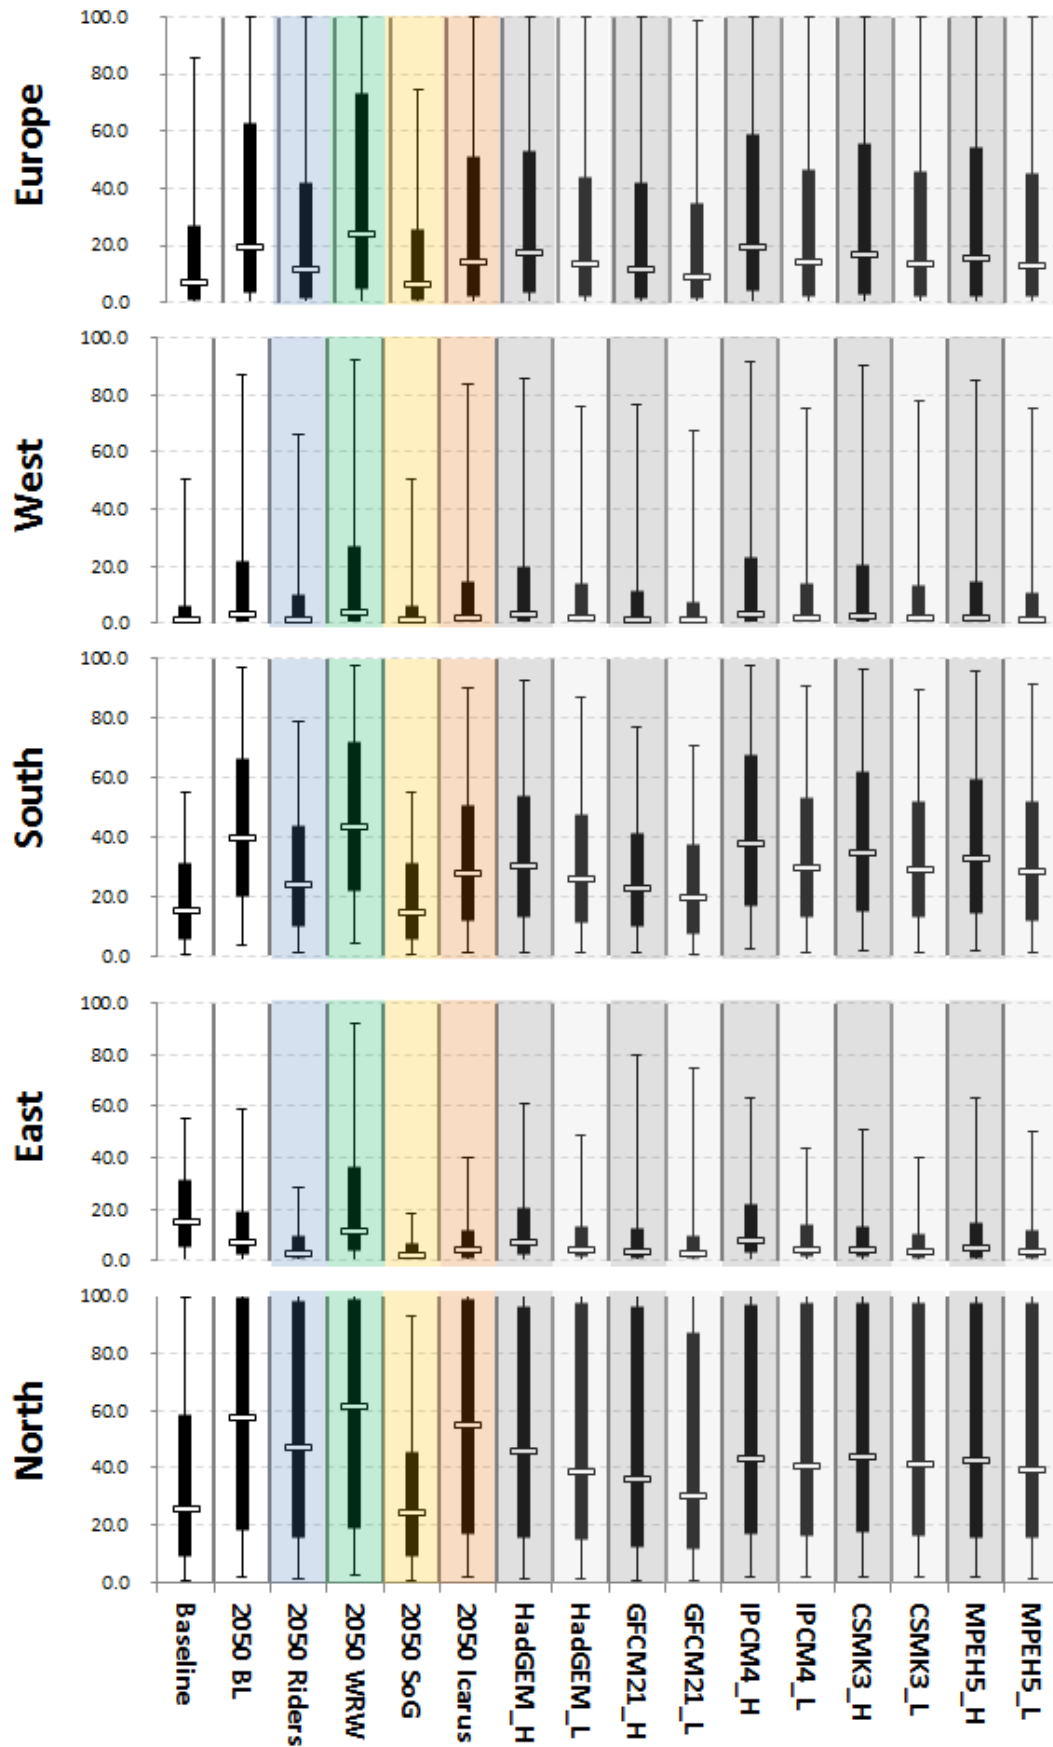 Europe
100.0
80.0
60.0
40.0
20.0
0.0
West
100.0
80.0
60.0
40.0
20.0
0.0
South
100.0
80.0
60.0
40.0
20.0
0.0
East
100.0
80.0
60.0
40.0
20.0
0.0
North
100.0
80.0
60.0
40.0
20.0
0.0
Baseline
2050 BL
2050 Riders
2050 WRW
2050 SoG
2050 Icarus
HadGEM_H
HadGEM_L
GFCM21_H
GFCM21_L
IPCM4_H
IPCM4_L
CSMK3_H
CSMK3_L
MPEH5_H
MPEH5_L